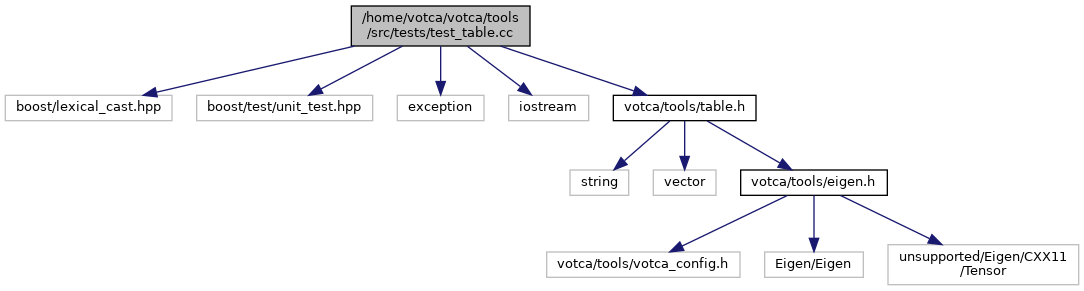 /home/votca/votca/tools
/src/tests/test_table.cc
boost/lexical_cast.hpp
boost/test/unit_test.hpp
exception
iostream
votca/tools/table.h
string
vector
votca/tools/eigen.h
votca/tools/votca_config.h
Eigen/Eigen
unsupported/Eigen/CXX11
/Tensor